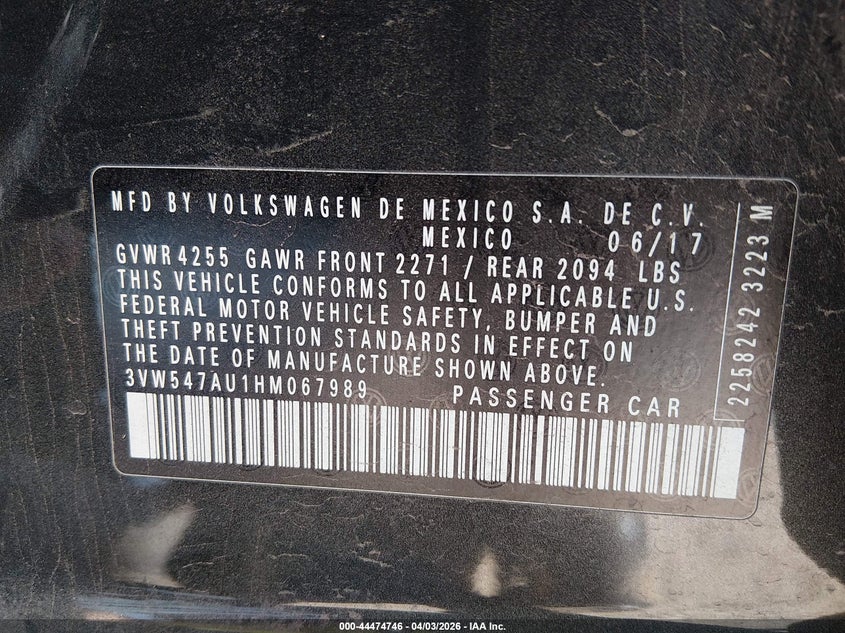 MFD BY VOLKSWAGEN DE MEXICO S.A. DE C.V.
MEXICO 06/17
GVWR 4255 GAWR FRONT 2271 / REAR 2094 LBS
THIS VEHICLE CONFORMS TO ALL APPLICABLE U.S.
FEDERAL MOTOR VEHICLE SAFETY, BUMPER AND
THEFT PREVENTION STANDARDS IN EFFECT ON
THE DATE OF MANUFACTURE SHOWN ABOVE.
3VW547AU1HM067989 PASSENGER CAR
2258242 3223 M
000-44474746 - 04/03/2026 - IAA Inc.